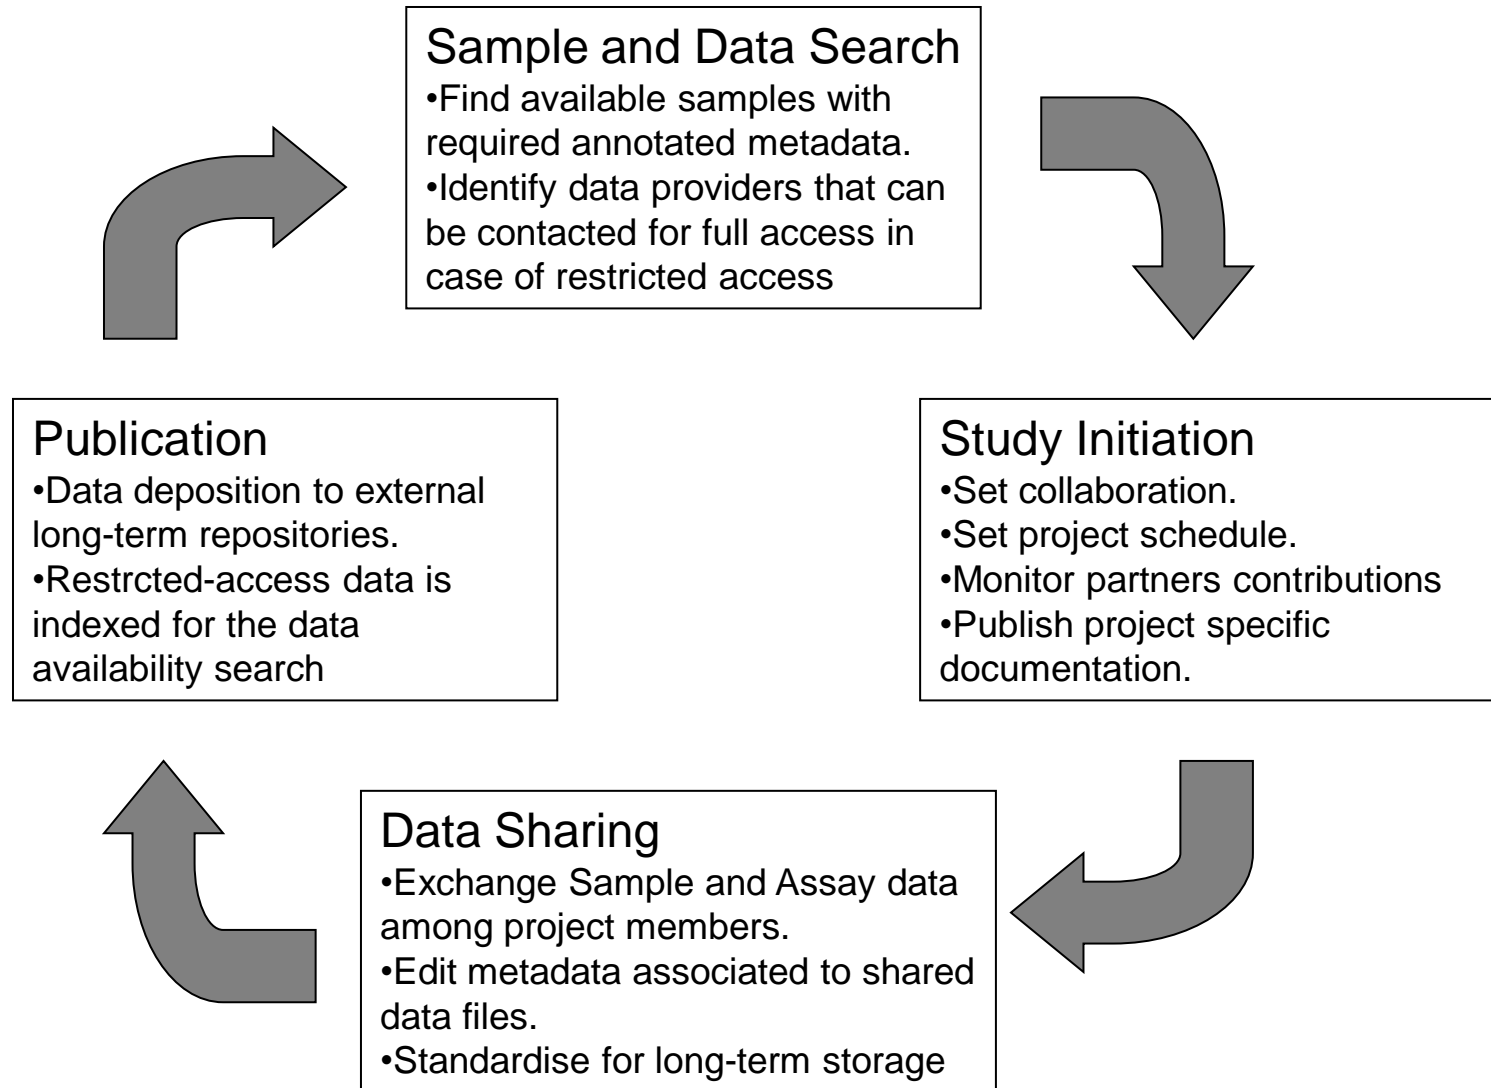 Sample and Data Search
•Find available samples with
required annotated metadata.
•Identify data providers that can
be contacted for full access in
case of restricted access
Publication
•Data deposition to external
long-term repositories.
•Restrcted-access data is
indexed for the data
availability search
Study Initiation
•Set collaboration.
•Set project schedule.
•Monitor partners contributions
•Publish project specific
documentation.
Data Sharing
•Exchange Sample and Assay data
among project members.
•Edit metadata associated to shared
data files.
•Standardise for long-term storage